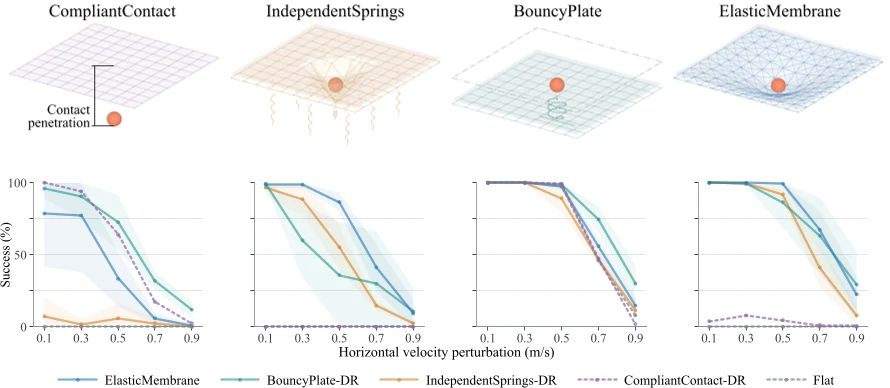 CompliantContact IndependentSprings BouncyPlate ElasticMembrane
Contact
penetration
100
50
0
Success (%)
0.1 0.3 0.5 0.7 0.9 0.1 0.3 0.5 0.7 0.9 0.1 0.3 0.5 0.7 0.9 0.1 0.3 0.5 0.7 0.9
Horizontal velocity perturbation (m/s)
ElasticMembrane BouncyPlate-DR IndependentSprings-DR CompliantContact-DR Flat